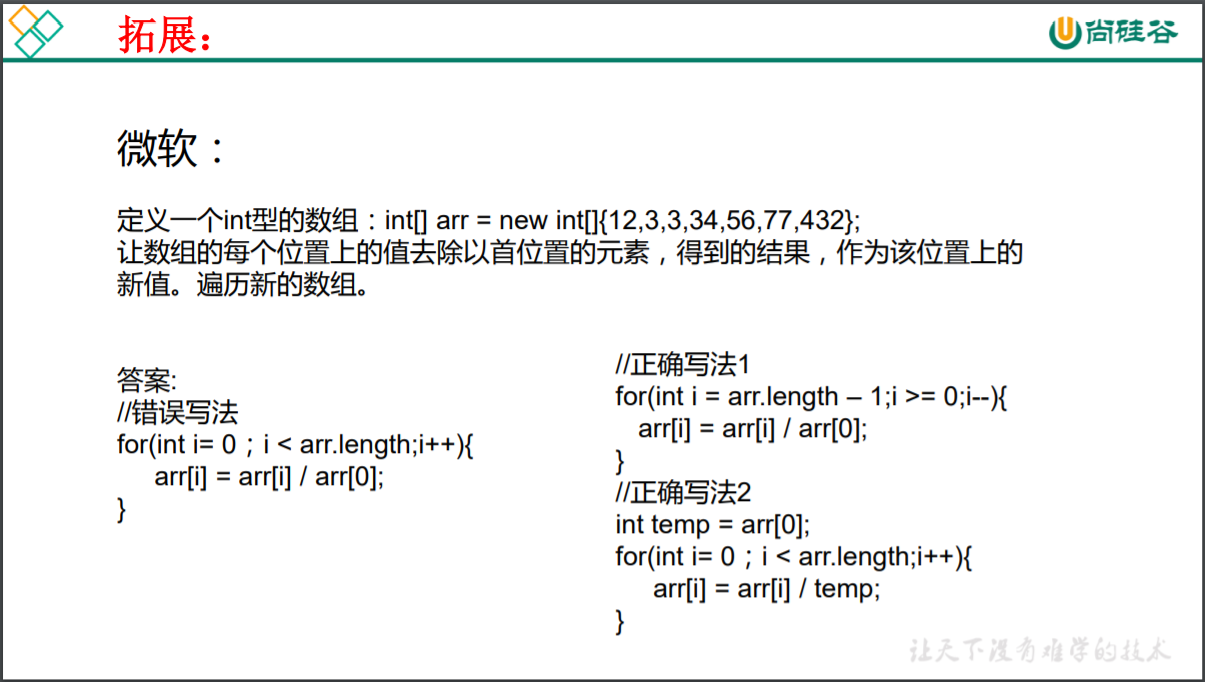 拓展：
尚硅谷
微软：
定义一个int型的数组：int[] arr = new int[]{12,3,3,34,56,77,432};
让数组的每个位置上的值去除以首位置的元素，得到的结果，作为该位置上的
新值。遍历新的数组。
答案:
//错误写法
for(int i= 0；i < arr.length;i++){
arr[i] = arr[i] / arr[0];
}
//正确写法1
for(int i = arr.length – 1;i >= 0;i--){
arr[i] = arr[i] / arr[0];
}
//正确写法2
int temp = arr[0];
for(int i= 0；i < arr.length;i++){
arr[i] = arr[i] / temp;
}
让天下没有难学的技术